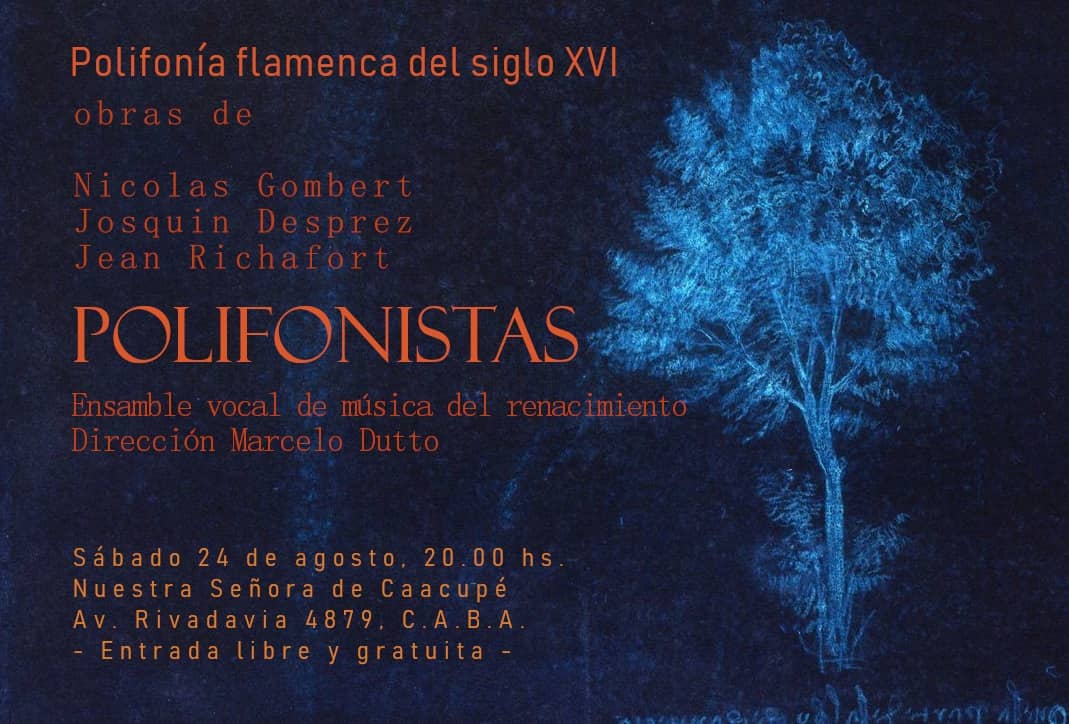 Polifonía flamenca del siglo XVI
obras de
Nicolas Gombert
Josquin Desprez
Jean Richafort
POLIFONISTAS
Ensamble vocal de música del renacimiento
Dirección Marcelo Dutto
Sábado 24 de agosto, 20.00 hs.
Nuestra Señora de Caacupé
Av. Rivadavia 4879, C.A.B.A.
- Entrada libre y gratuita -